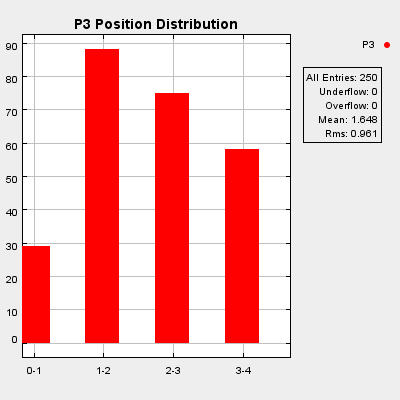 P3 Position Distribution
P3
All Entries: 250
Underflow: 0
Overflow: 0
Mean: 1.648
Rms: 0.961
90
80
70
60
50
40
30
20
10
0
0-1 1-2 2-3 3-4